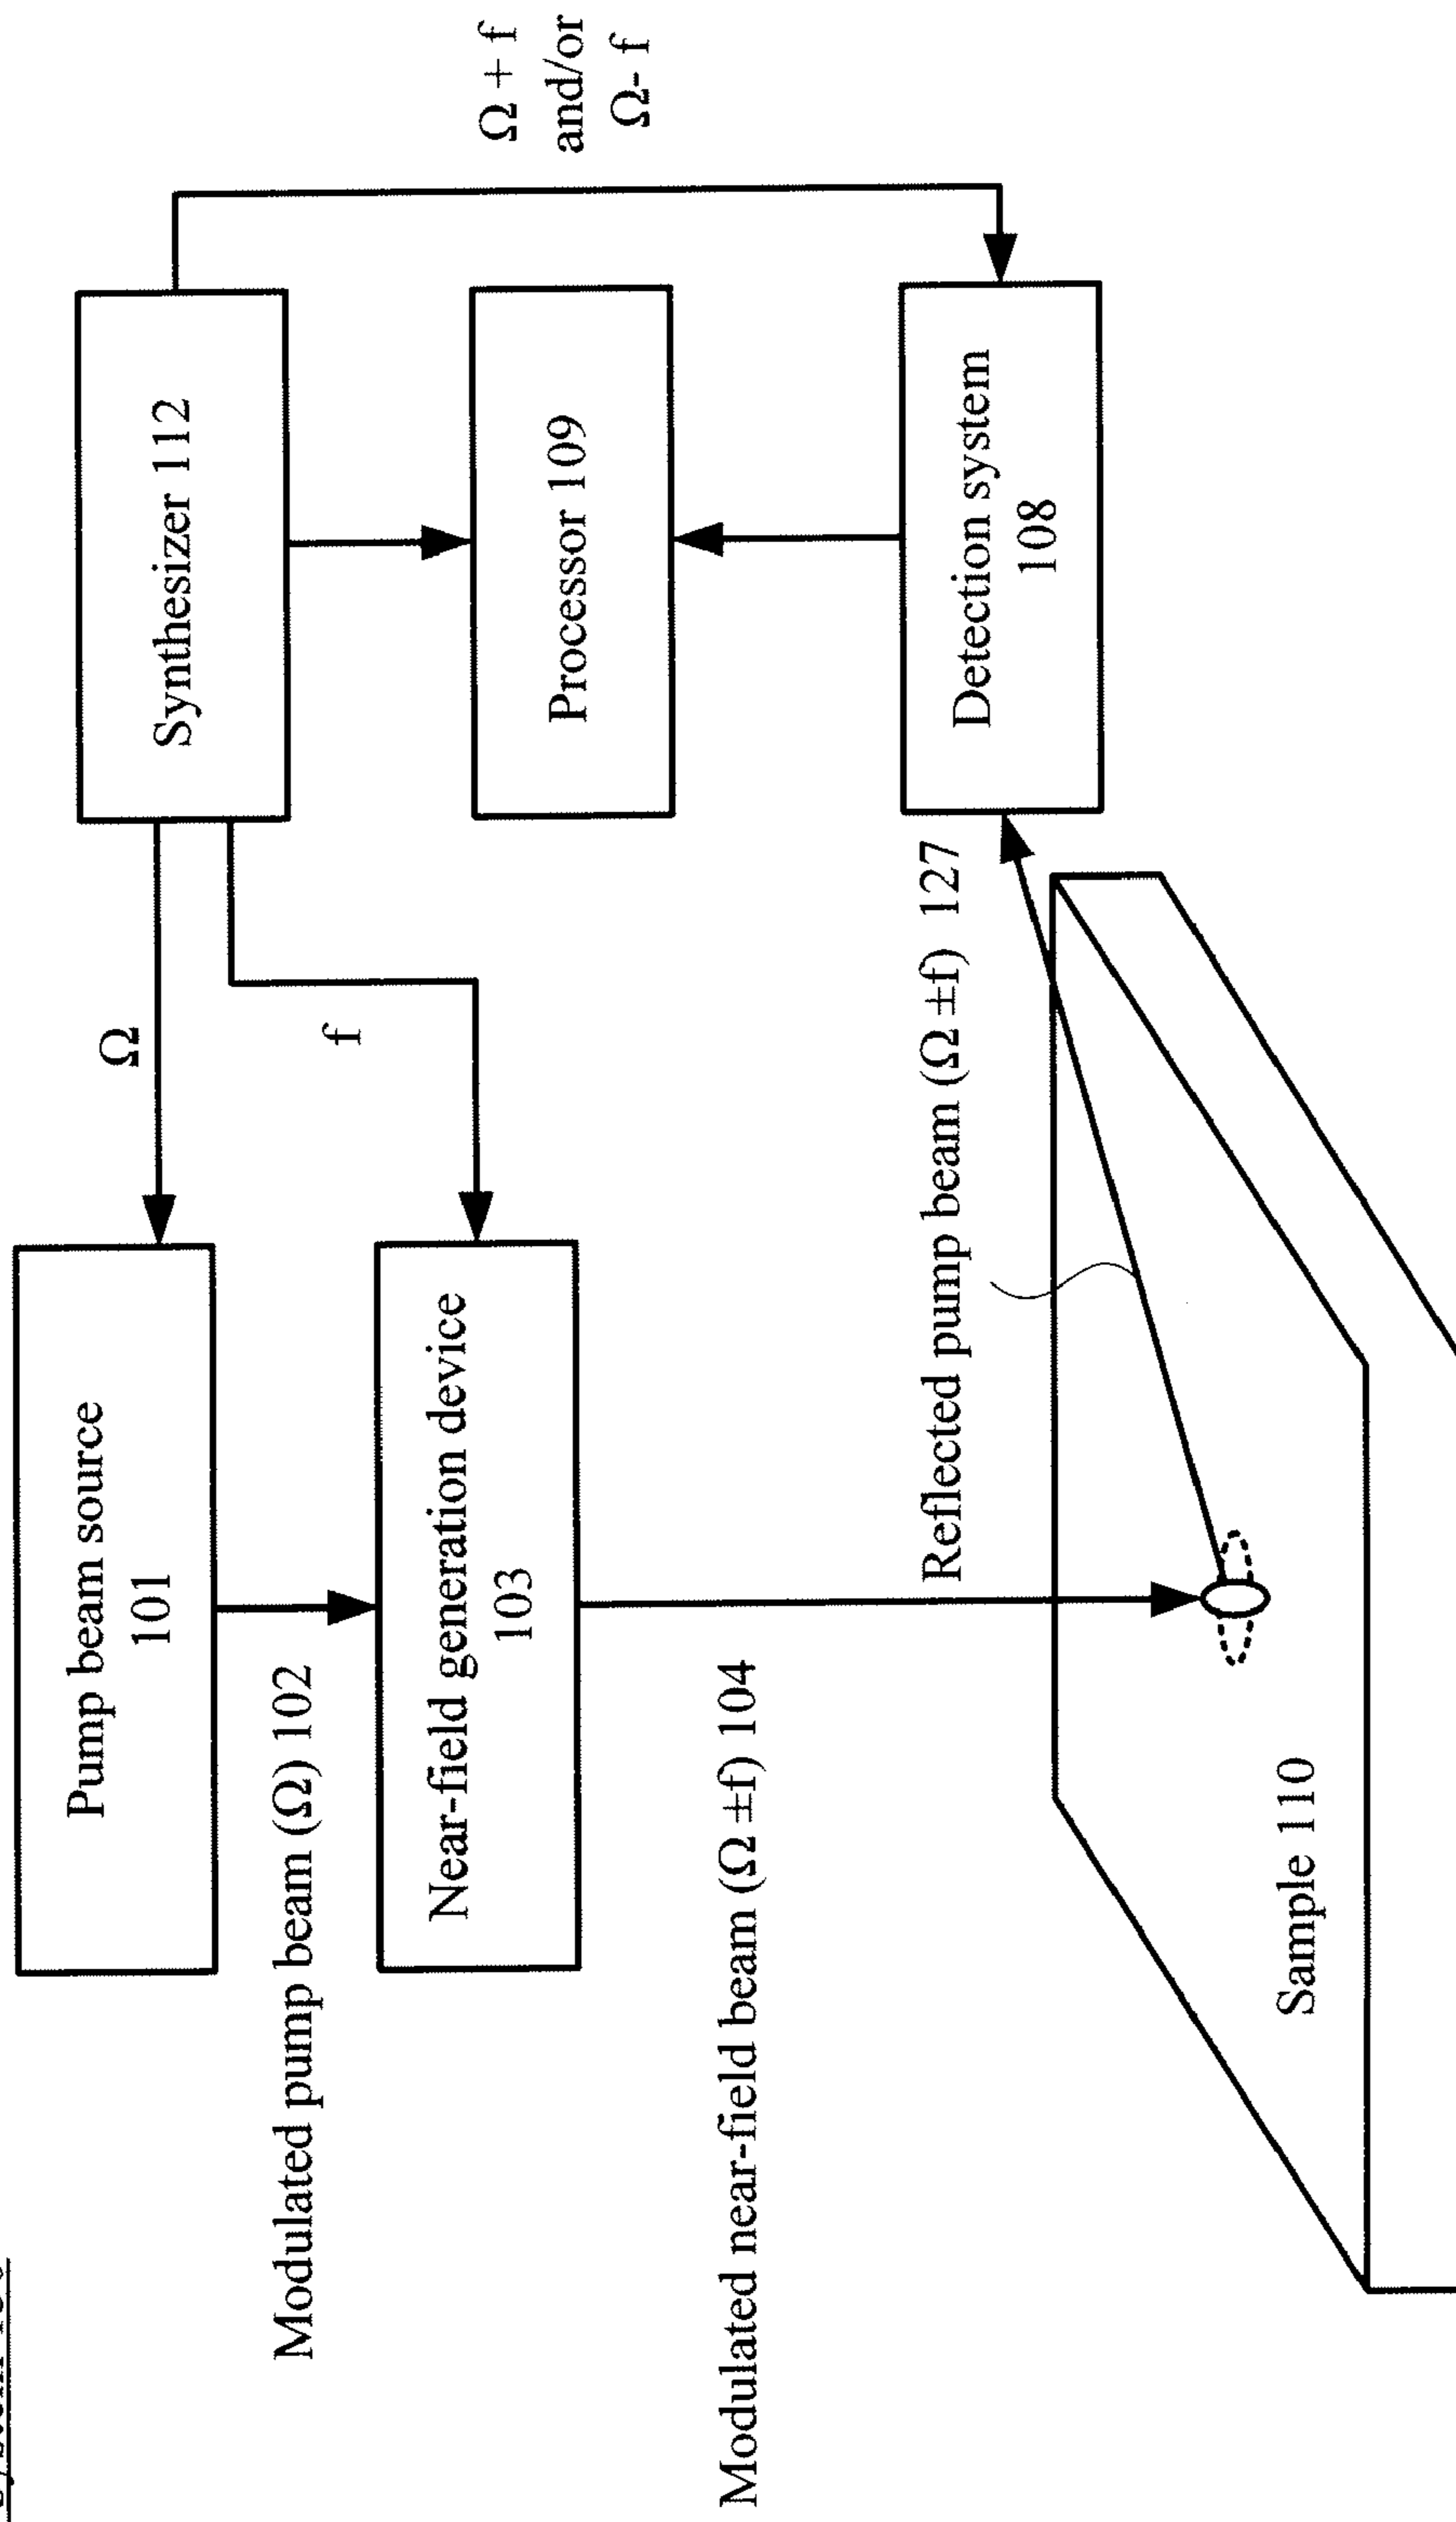 Pump beam source
101
Ω
Synthesizer 112
Modulated pump beam (Ω) 102
f
Near-field generation device
103
Processor 109
Ω + f
and/or
Ω- f
Modulated near-field beam (Ω ±f) 104
Reflected pump beam (Ω ±f) 127
Detection system
108
Sample 110